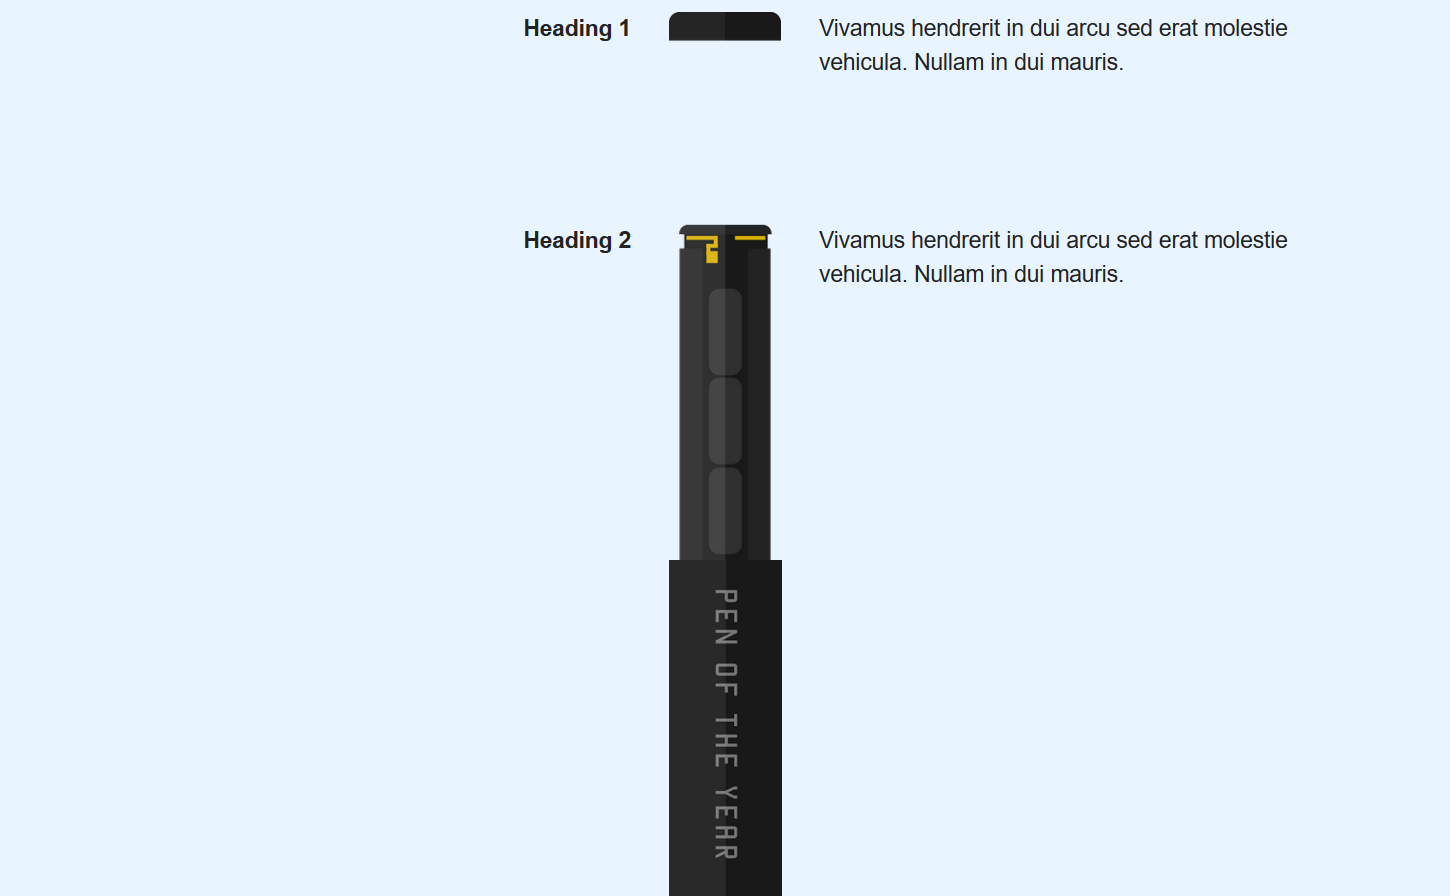 Heading 1
Vivamus hendrerit in dui arcu sed erat molestie
vehicula. Nullam in dui mauris.
Heading 2
Vivamus hendrerit in dui arcu sed erat molestie
vehicula. Nullam in dui mauris.
PEN OF THE YEAR